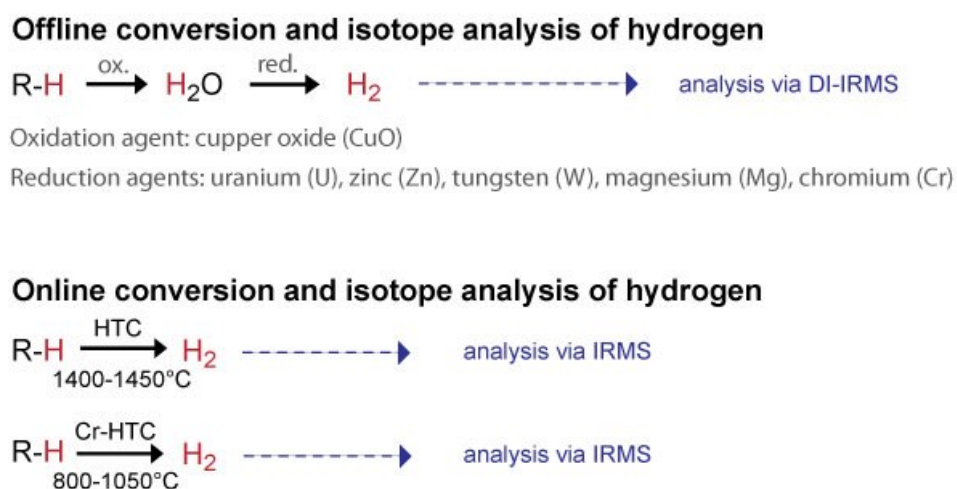 Offline conversion and isotope analysis of hydrogen
R-H ox. H₂O red. H₂ analysis via DI-IRMS
Oxidation agent: cupper oxide (CuO)
Reduction agents: uranium (U), zinc (Zn), tungsten (W), magnesium (Mg), chromium (Cr)
Online conversion and isotope analysis of hydrogen
HTC
R-H H₂ analysis via IRMS
1400-1450°C
Cr-HTC
R-H H₂ analysis via IRMS
800-1050°C